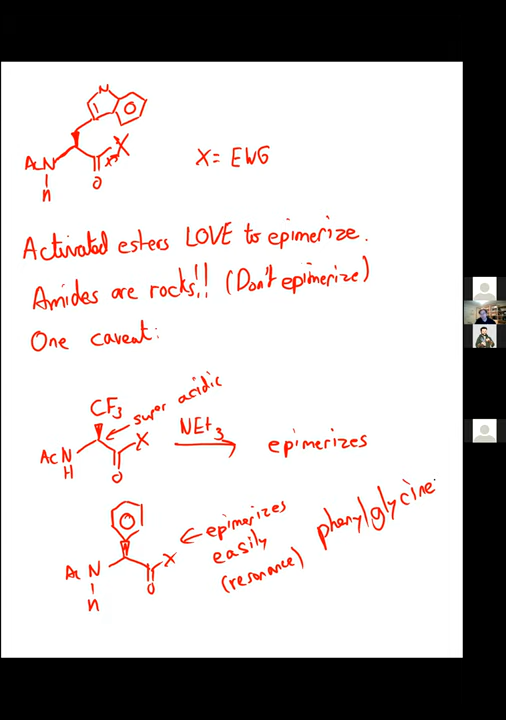 N
AcN
H
X
O
X = EWG
Activated esters LOVE to epimerize.
Amides are rocks!! (Don't epimerize)
One caveat:
CF3
super acidic
AcN
H
X
O
NEt3
epimerizes
Ac N
H
X
O
epimerizes
easily
(resonance)
phenylglycine